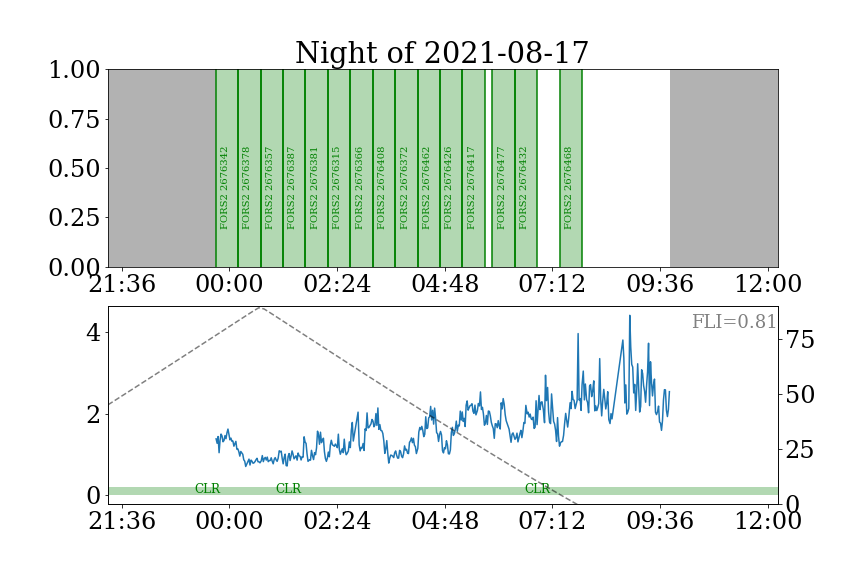 Night of 2021-08-17
1.00
0.75
0.50
0.25
0.00
FORS2 2676342
FORS2 2676378
FORS2 2676357
FORS2 2676387
FORS2 2676381
FORS2 2676315
FORS2 2676366
FORS2 2676408
FORS2 2676372
FORS2 2676462
FORS2 2676426
FORS2 2676417
FORS2 2676477
FORS2 2676432
FORS2 2676468
21:36 00:00 02:24 04:48 07:12 09:36 12:00
FLI=0.81
4
2
0
75
50
25
0
CLR CLR CLR
21:36 00:00 02:24 04:48 07:12 09:36 12:00